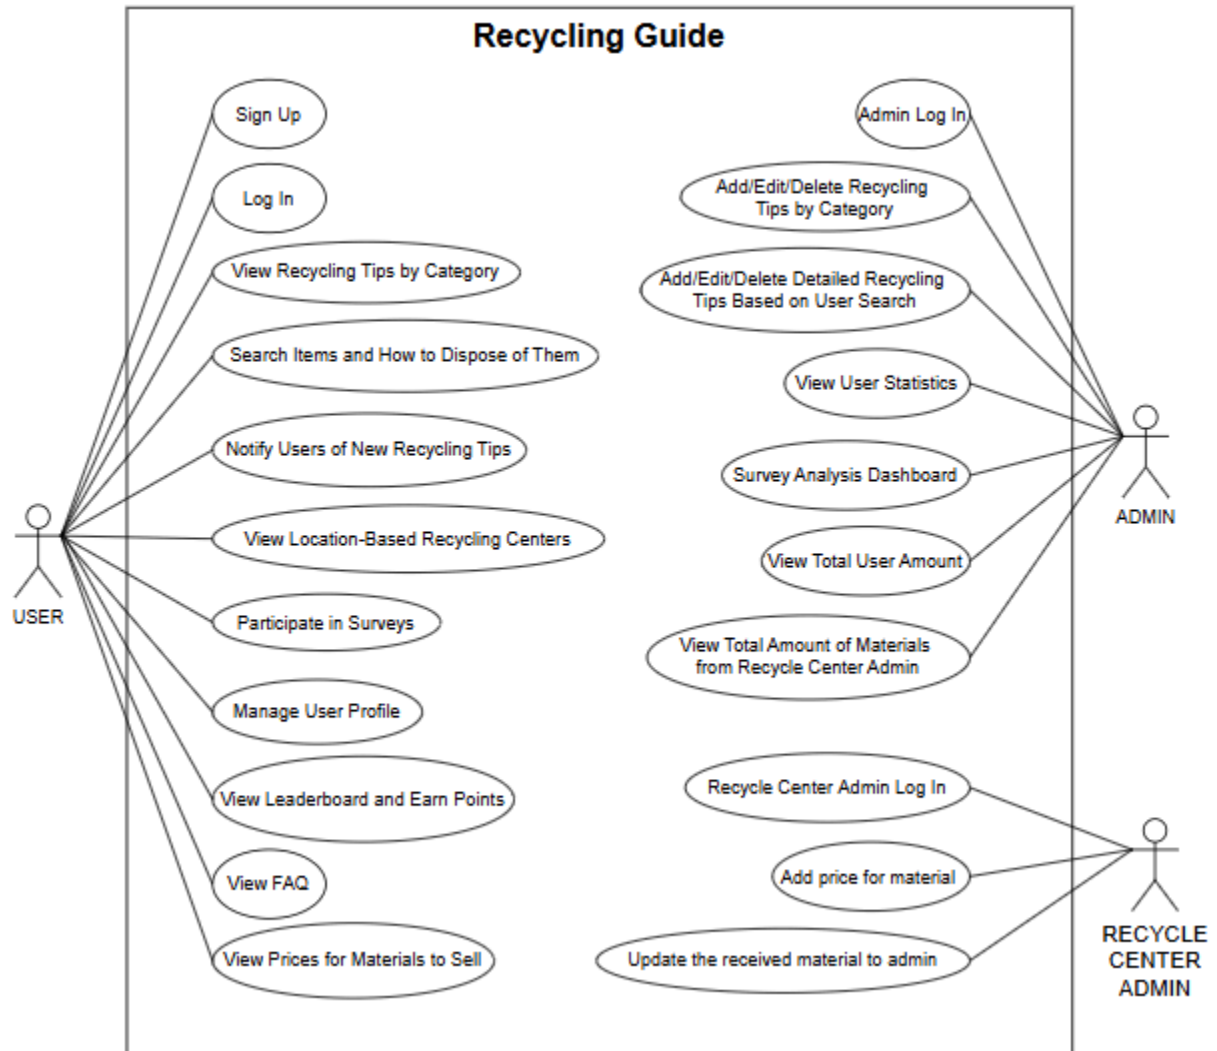 Recycling Guide
Sign Up
Log In
View Recycling Tips by Category
Search Items and How to Dispose of Them
Notify Users of New Recycling Tips
View Location-Based Recycling Centers
Participate in Surveys
Manage User Profile
View Leaderboard and Earn Points
View FAQ
View Prices for Materials to Sell
USER
Admin Log In
Add/Edit/Delete Recycling
Tips by Category
Add/Edit/Delete Detailed Recycling
Tips Based on User Search
View User Statistics
Survey Analysis Dashboard
View Total User Amount
View Total Amount of Materials
from Recycle Center Admin
ADMIN
Recycle Center Admin Log In
Add price for material
Update the received material to admin
RECYCLE
CENTER
ADMIN